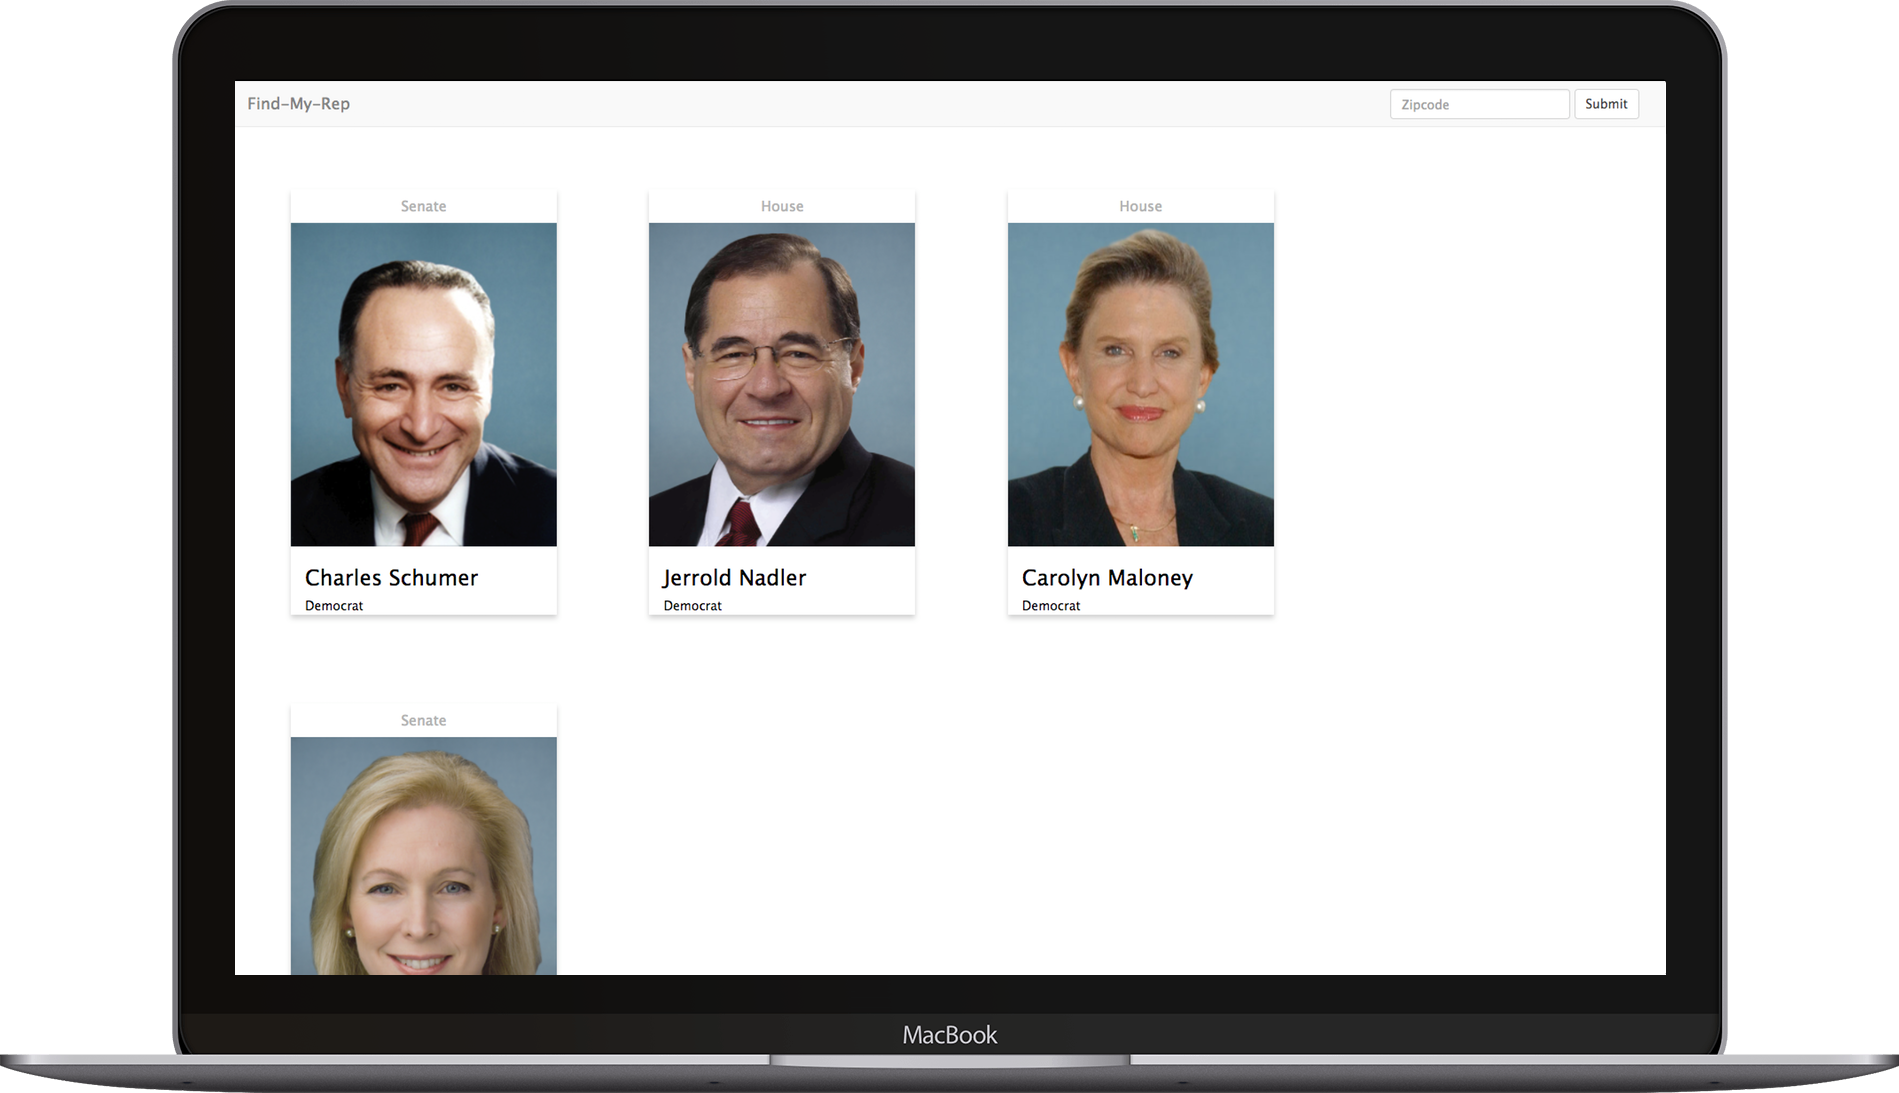 Find-My-Rep
Zipcode
Submit
Senate
House
House
Charles Schumer
Jerrold Nadler
Carolyn Maloney
Democrat
Democrat
Democrat
Senate
MacBook